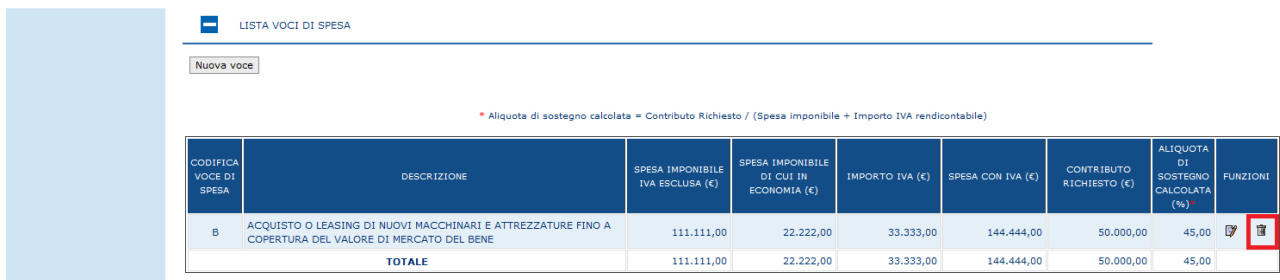 LISTA VOCI DI SPESA
Nuova voce
* Aliquota di sostegno calcolata = Contributo Richiesto / (Spesa imponibile + Importo IVA rendicontabile)
CODIFICA VOCE DI SPESA DESCRIZIONE SPESA IMPONIBILE IVA ESCLUSA (€) SPESA IMPONIBILE DI CUI IN ECONOMIA (€) IMPORTO IVA (€) SPESA CON IVA (€) CONTRIBUTO RICHIESTO (€) ALIQUOTA DI SOSTEGNO CALCOLATA (%)* FUNZIONI
B ACQUISTO O LEASING DI NUOVI MACCHINARI E ATTREZZATURE FINO A COPERTURA DEL VALORE DI MERCATO DEL BENE 111.111,00 22.222,00 33.333,00 144.444,00 50.000,00 45,00
TOTALE 111.111,00 22.222,00 33.333,00 144.444,00 50.000,00 45,00